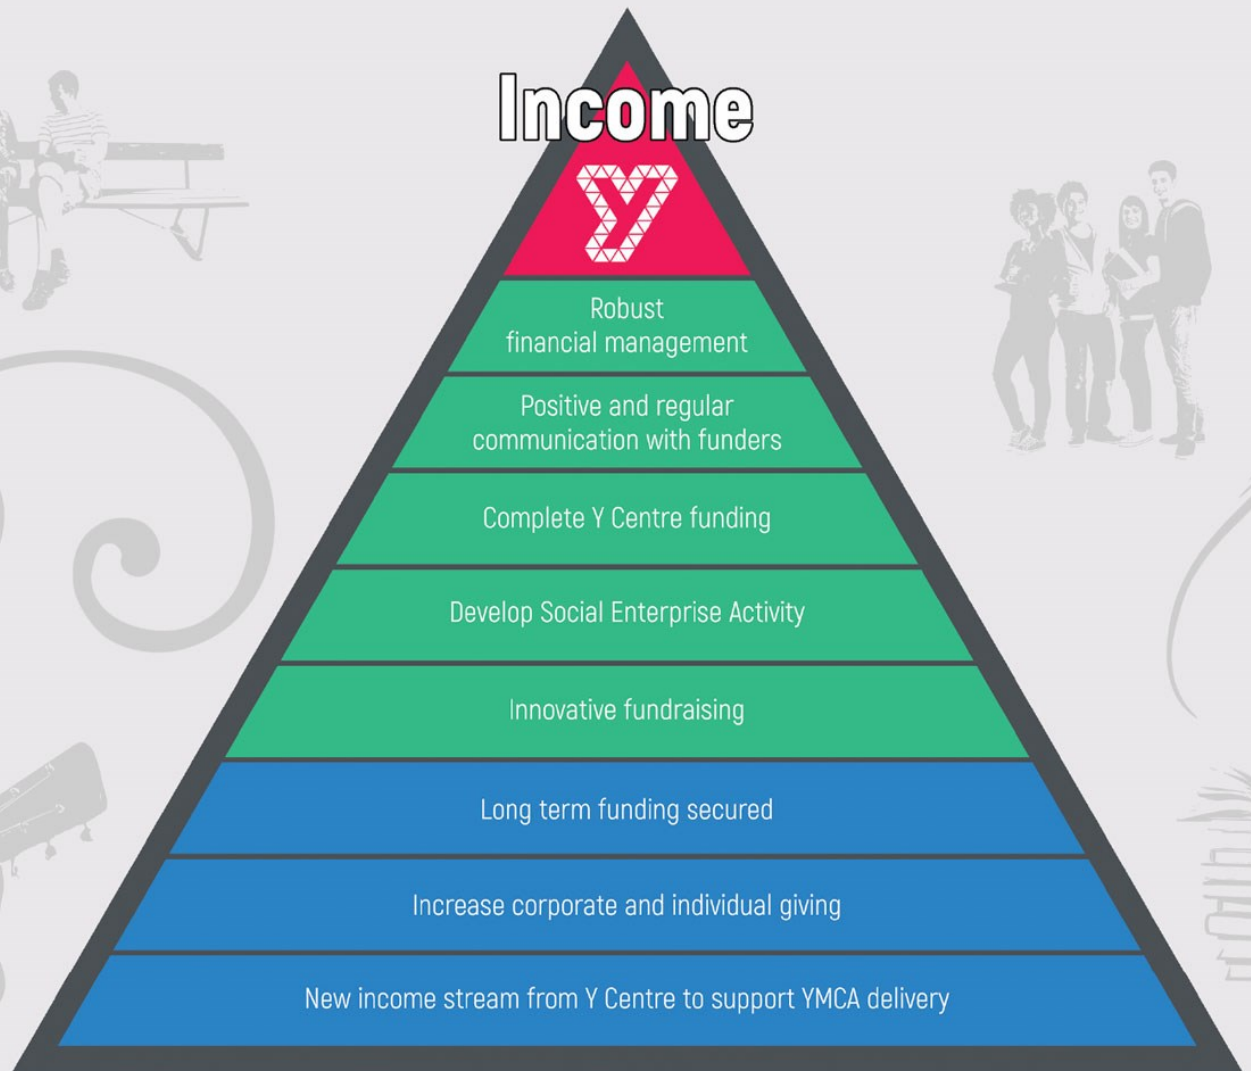 Income
Y
Robust
financial management
Positive and regular
communication with funders
Complete Y Centre funding
Develop Social Enterprise Activity
Innovative fundraising
Long term funding secured
Increase corporate and individual giving
New income stream from Y Centre to support YMCA delivery